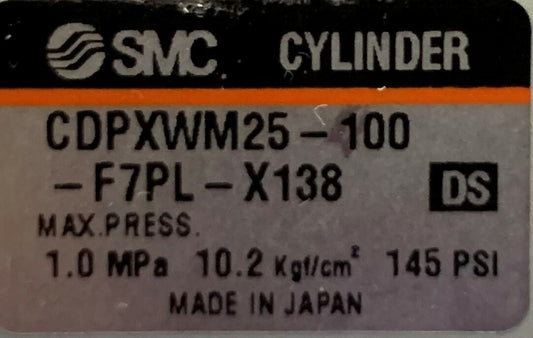 SMC. CYLINDER
CDPXWM25-100
-F7PL-X138 DS
MAX.PRESS.
1.0 MPa 10.2 Kgf/cm² 145 PSI
MADE IN JAPAN